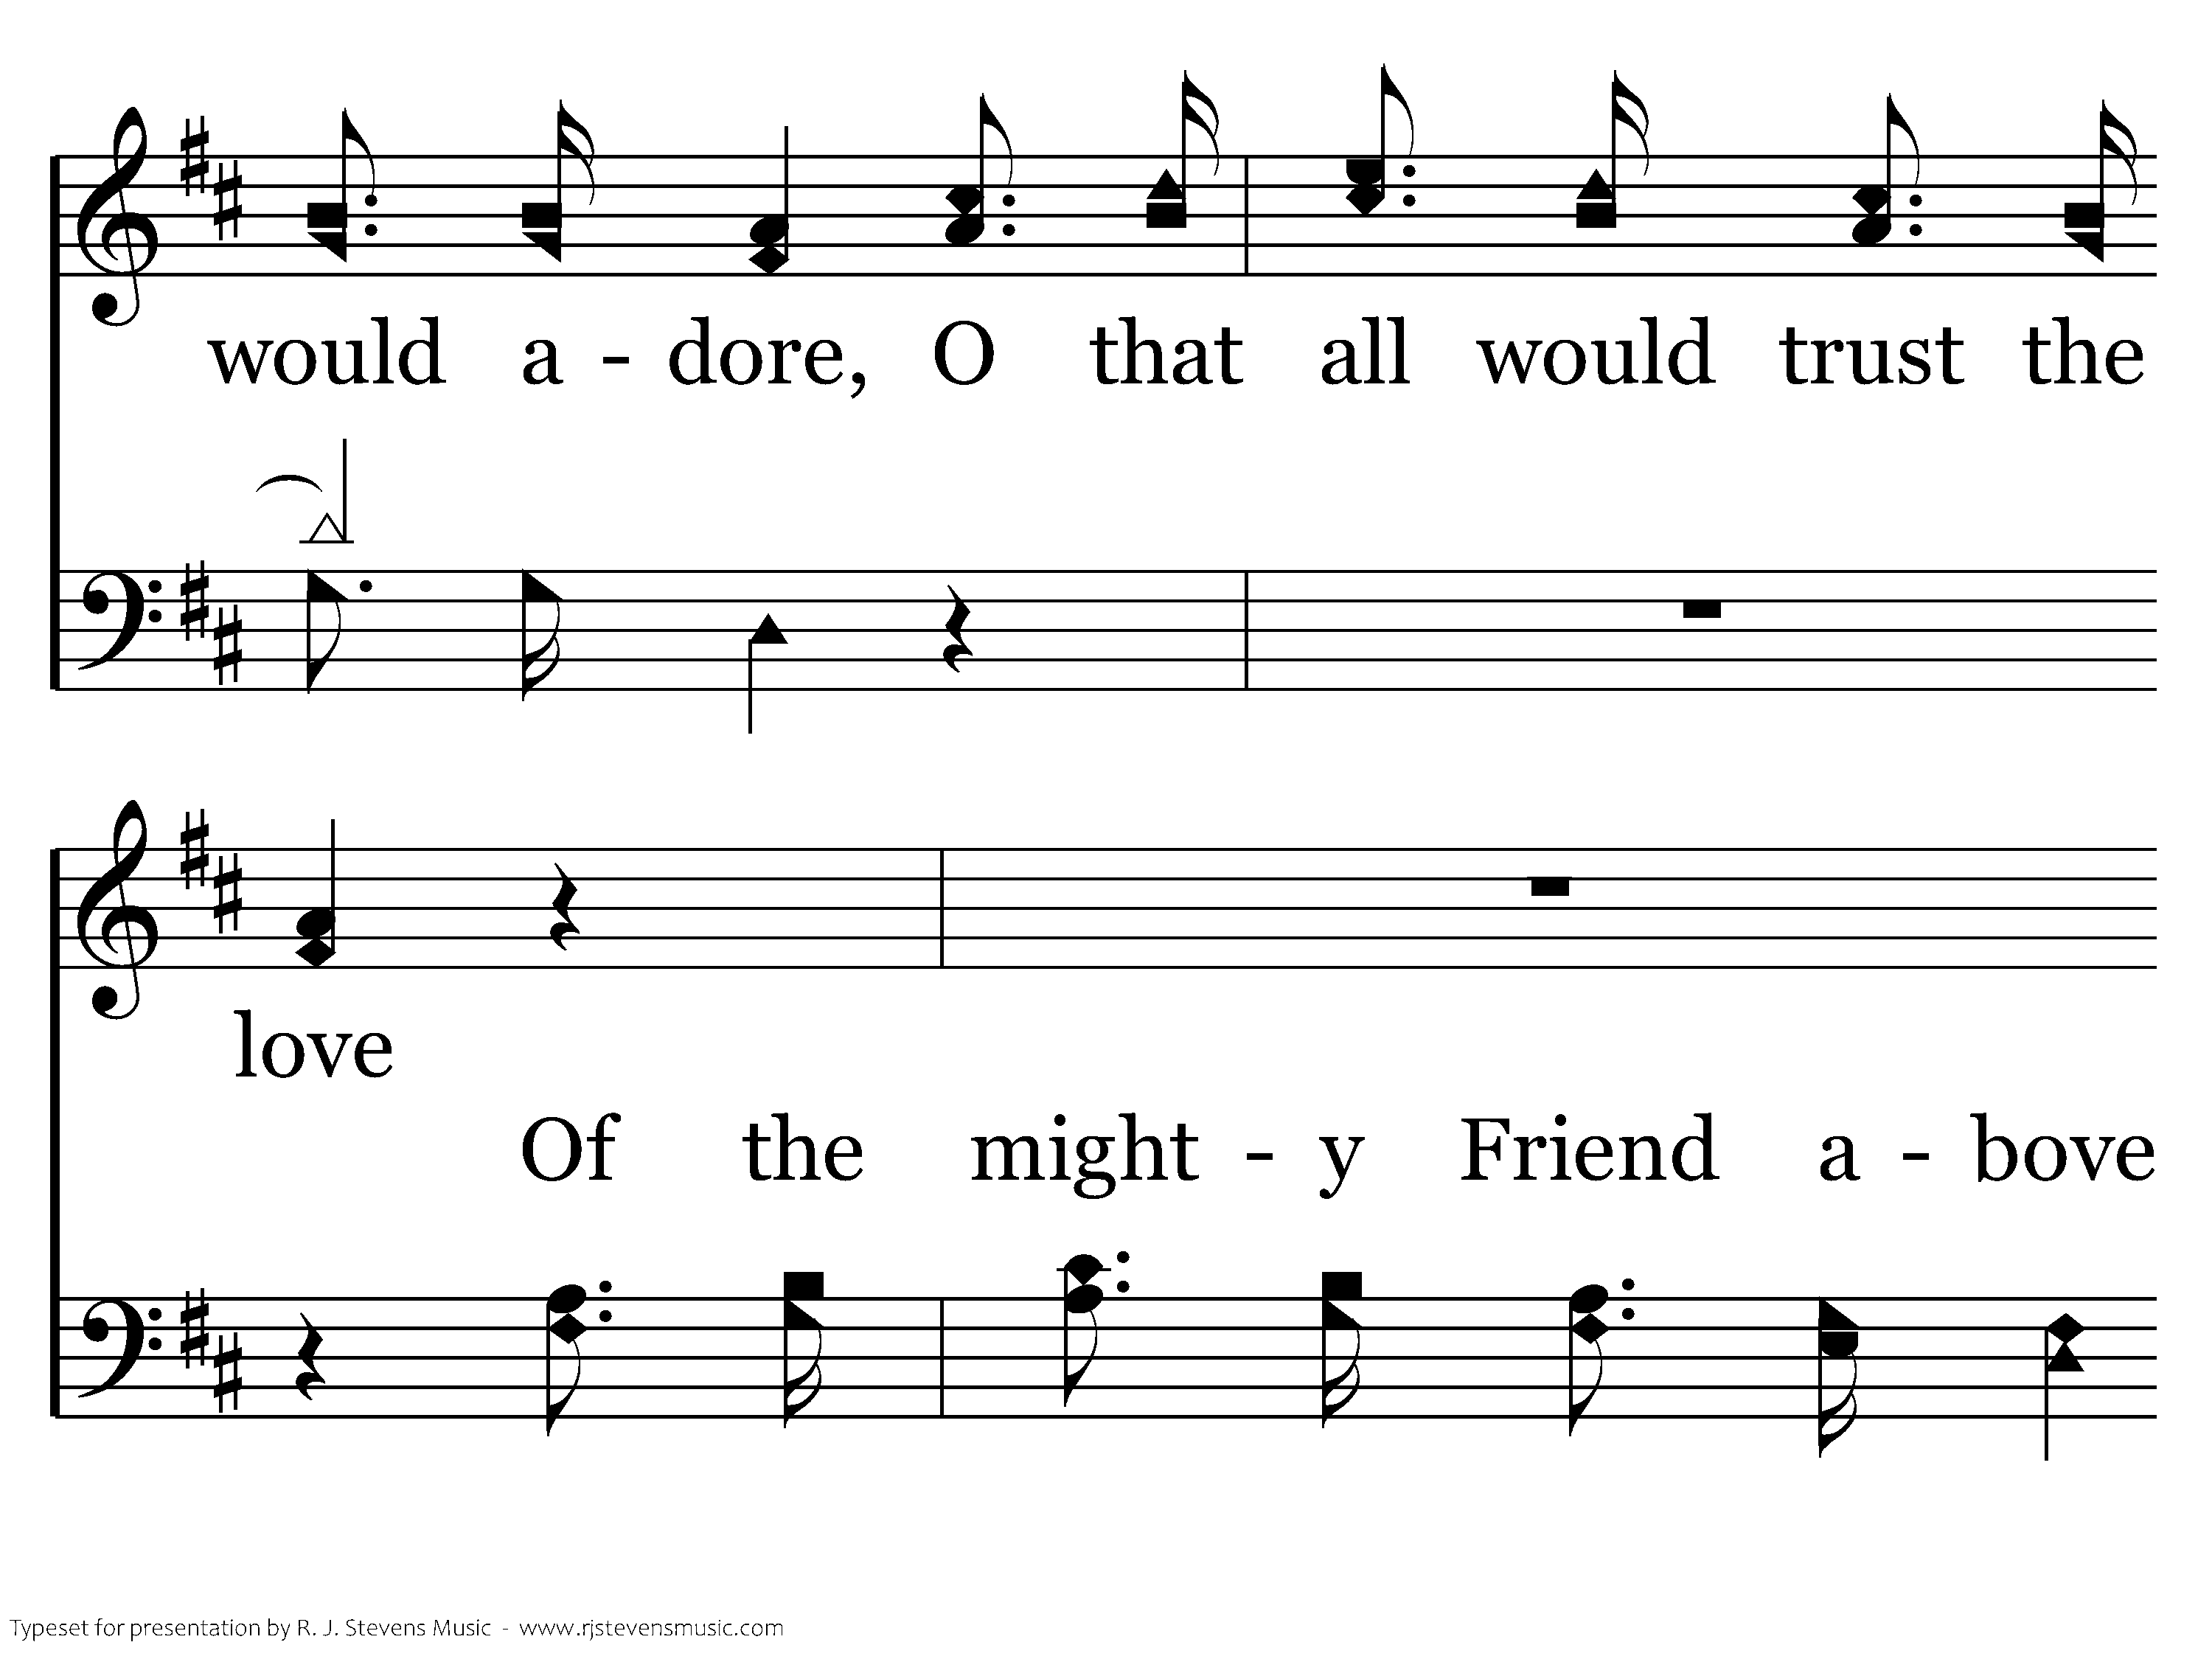 would a - dore, O that all would trust the
love
Of the might - y Friend a - bove
Typeset for presentation by R. J. Stevens Music - www.rjstevensmusic.com